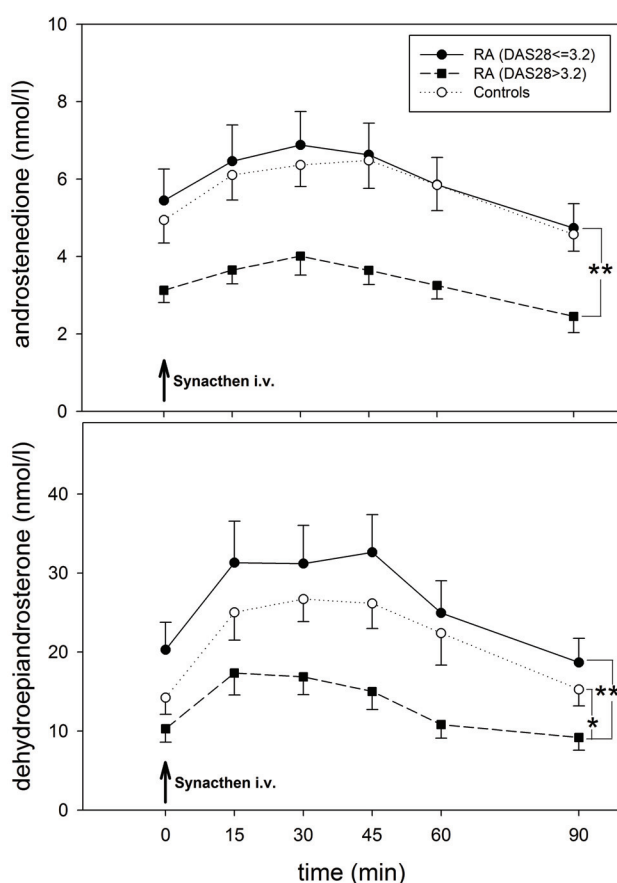 10
RA (DAS28<=3.2)
RA (DAS28>3.2)
Controls
8
6
4
2
0
androstenedione (nmol/l)
**
Synacthen i.v.
40
30
20
10
0
dehydroepiandrosterone (nmol/l)
**
*
Synacthen i.v.
0 15 30 45 60 90
time (min)